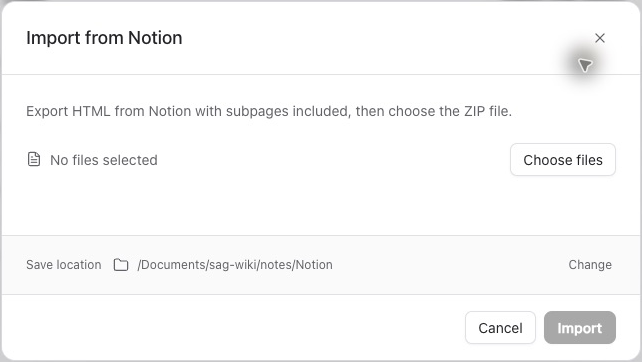 Import from Notion
Export HTML from Notion with subpages included, then choose the ZIP file.
No files selected
Choose files
Save location /Documents/sag-wiki/notes/Notion Change
Cancel Import